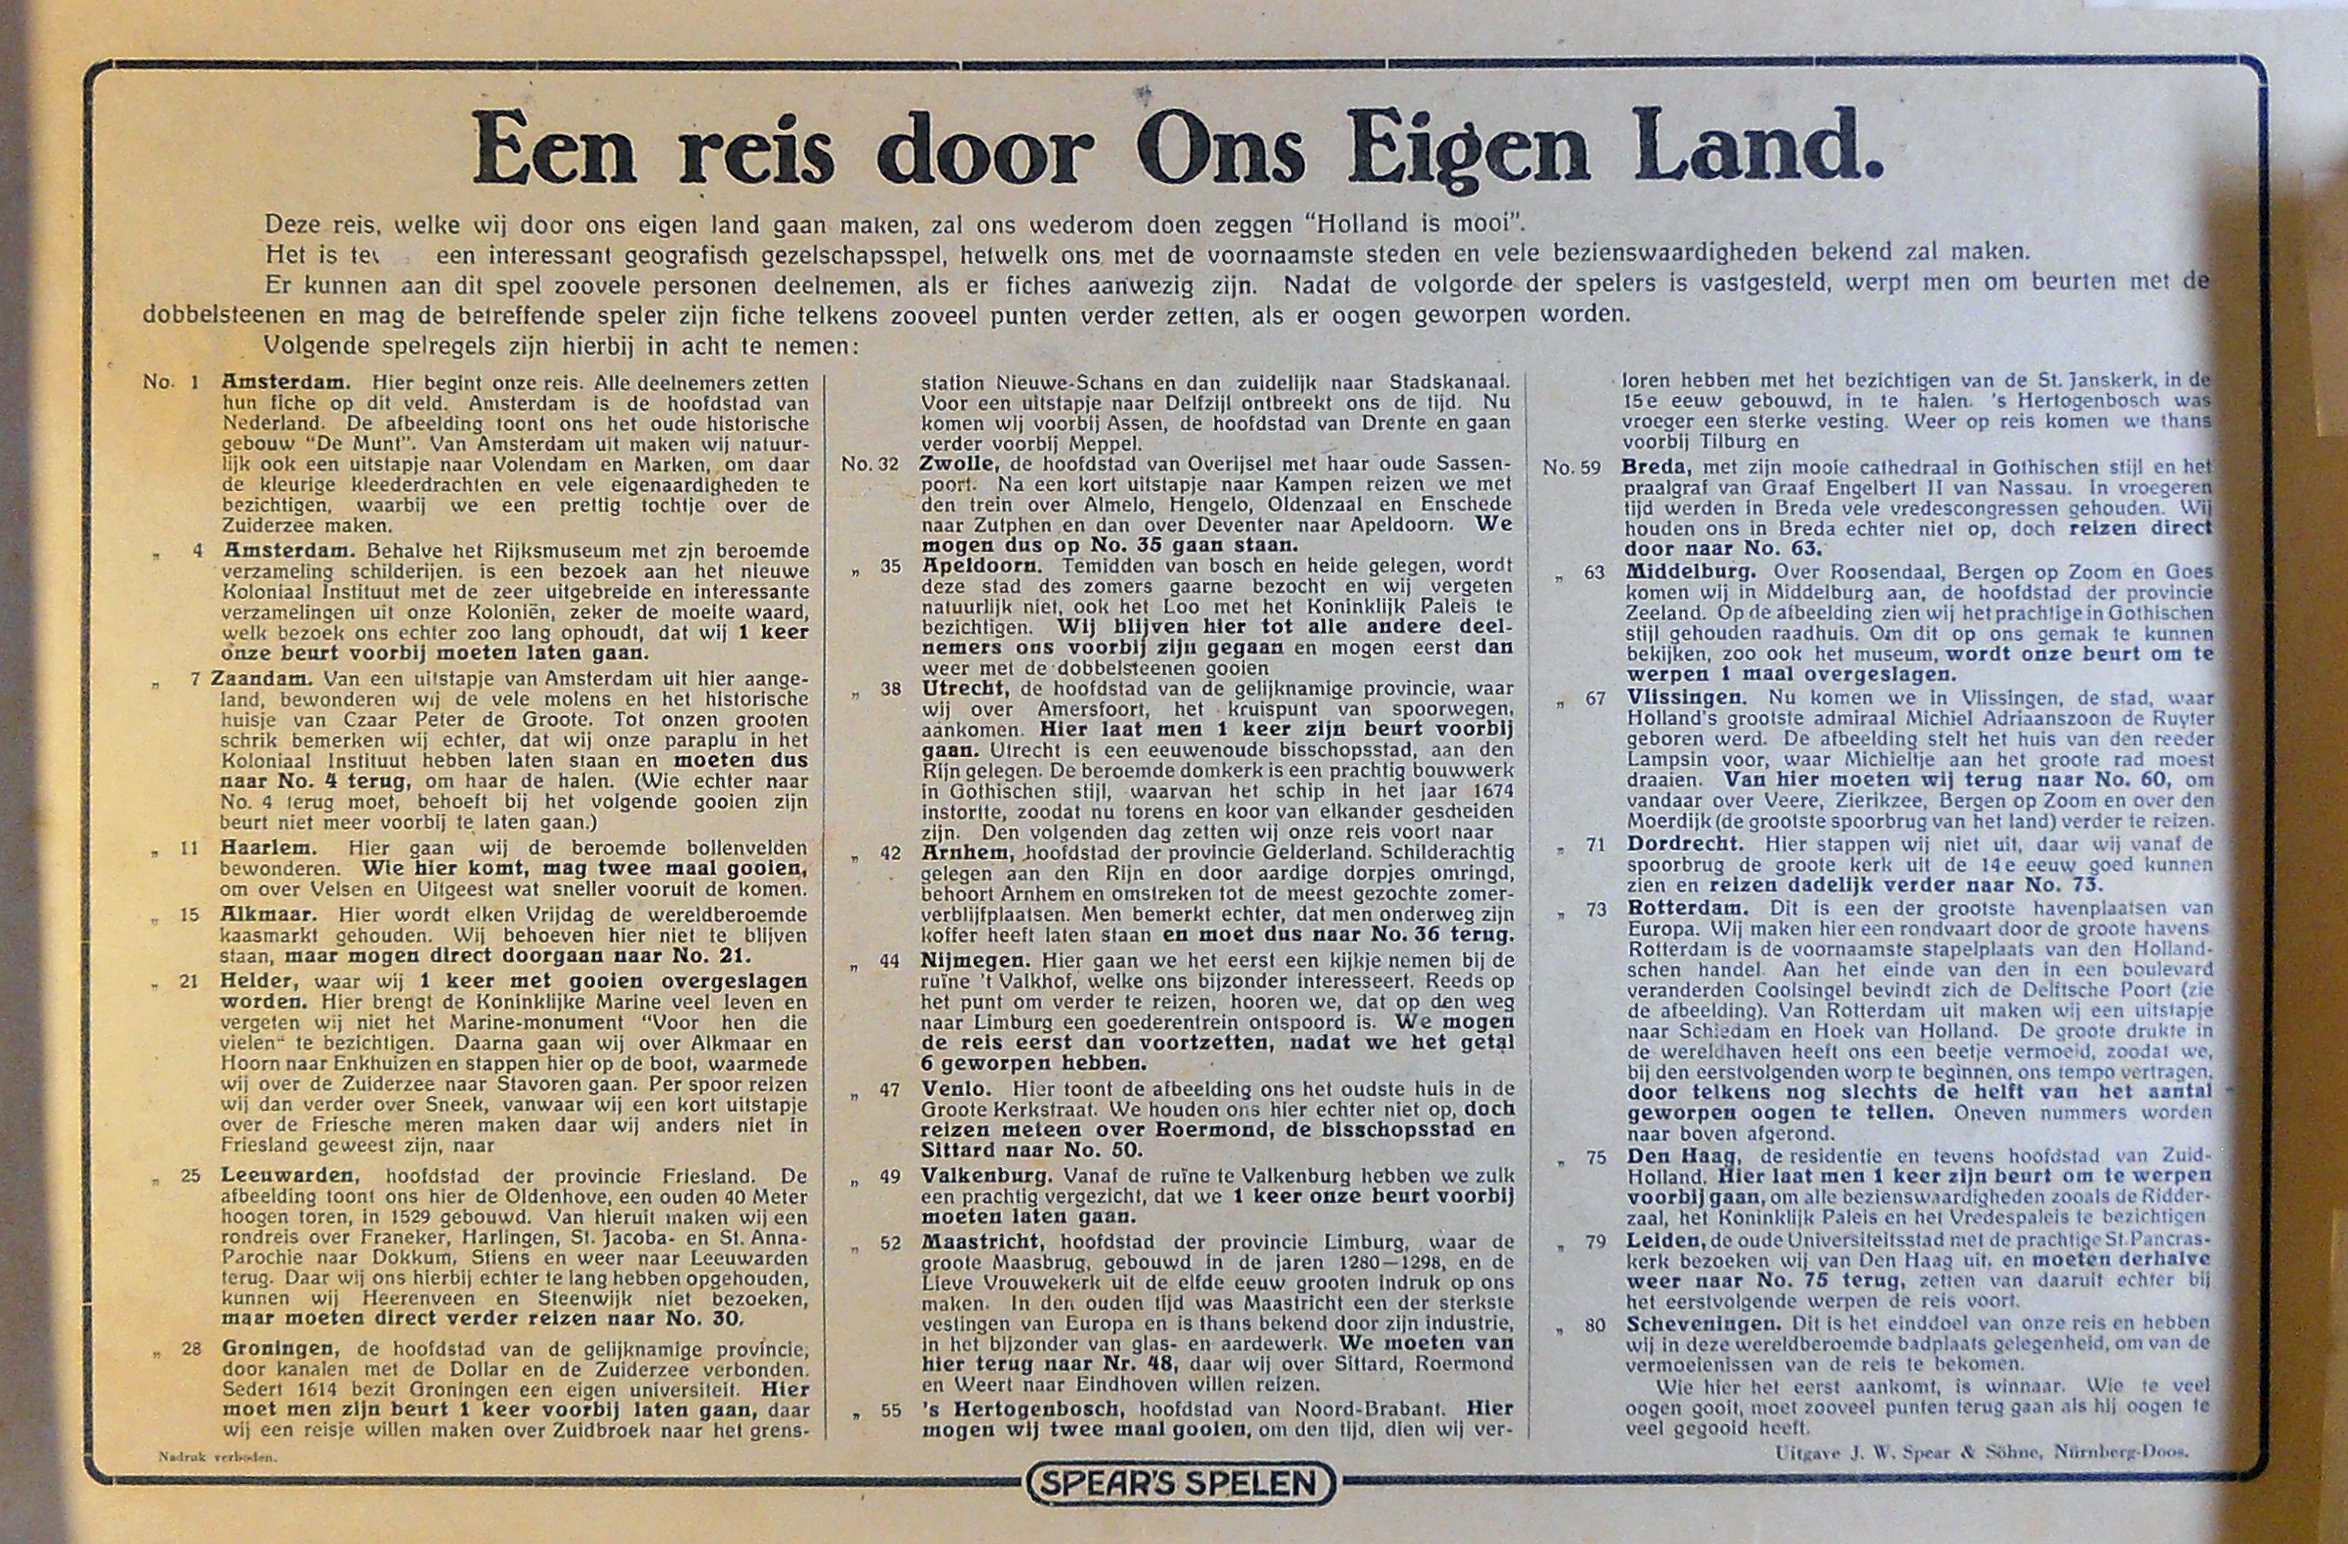 Een reis door Ons Eigen Land.
Deze reis, welke wij door ons eigen land gaan maken, zal ons wederom doen zeggen “Holland is mooi”.
Het is een interessant geografisch gezelschapsspel, hetwelk ons met de voornaamste steden en vele bezienswaardigheden bekend zal maken.
Er kunnen aan dit spel zoovele personen deelnemen, als er fiches aanwezig zijn. Nadat de volgorde der spelers is vastgesteld, werpt men om beurten met de
dobbelsteenen en mag de betreffende speler zijn fiche telkens zooveel punten verder zetten, als er oogen geworpen worden.
Volgende spelregels zijn hierbij in acht te nemen:
No. 1 Amsterdam. Hier begint onze reis. Alle deelnemers zetten
hun fiche op dit veld. Amsterdam is de hoofdstad van
Nederland. De afbeelding toont ons het oude historische
gebouw “De Munt”. Van Amsterdam uit maken wij natuur-
lijk ook een uitstapje naar Volendam en Marken, om daar
de kleurige kleederdrachten en vele eigenaardigheden te
bezichtigen, waarbij we een prettig tochtje over de
Zuiderzee maken.
„ 4 Amsterdam. Behalve het Rijksmuseum met zjn beroemde
verzameling schilderijen. is een bezoek aan het nieuwe
Koloniaal Instituut met de zeer uitgebreide en interessante
verzamelingen uit onze Koloniën, zeker de moeite waard,
welk bezoek ons echter zoo lang ophoudt, dat wij 1 keer
onze beurt voorbij moeten laten gaan.
„ 7 Zaandam. Van een uitstapje van Amsterdam uit hier aange-
land, bewonderen wij de vele molens en het historische
huisje van Czaar Peter de Groote. Tot onzen grooten
schrik bemerken wij echter, dat wij onze paraplu in het
Koloniaal Instituut hebben laten staan en moeten dus
naar No. 4 terug, om haar de halen. (Wie echter naar
No. 4 terug moet, behoeft bij het volgende gooien zijn
beurt niet meer voorbij te laten gaan.)
„ 11 Haarlem. Hier gaan wij de beroemde bollenvelden
bewonderen. Wie hier komt, mag twee maal gooien,
om over Velsen en Uitgeest wat sneller vooruit de komen.
„ 15 Alkmaar. Hier wordt elken Vrijdag de wereldberoemde
kaasmarkt gehouden. Wij behoeven hier niet te blijven
staan, maar mogen direct doorgaan naar No. 21.
„ 21 Helder, waar wij 1 keer met gooien overgeslagen
worden. Hier brengt de Koninklijke Marine veel leven en
vergeten wij niet het Marine-monument “Voor hen die
vielen“ te bezichtigen. Daarna gaan wij over Alkmaar en
Hoorn naar Enkhuizen en stappen hier op de boot, waarmede
wij over de Zuiderzee naar Stavoren gaan. Per spoor reizen
wij dan verder over Sneek, vanwaar wij een kort uitstapje
over de Friesche meren maken daar wij anders niet in
Friesland geweest zijn, naar
„ 25 Leeuwarden, hoofdstad der provincie Friesland. De
afbeelding toont ons hier de Oldenhove, een ouden 40 Meter
hoogen toren, in 1529 gebouwd. Van hieruit maken wij een
rondreis over Franeker, Harlingen, St. Jacoba- en St. Anna-
Parochie naar Dokkum, Stiens en weer naar Leeuwarden
terug. Daar wij ons hierbij echter te lang hebben opgehouden,
kunnen wij Heerenveen en Steenwijk niet bezoeken,
maar moeten direct verder reizen naar No. 30.
„ 28 Groningen, de hoofdstad van de gelijknamige provincie,
door kanalen met de Dollar en de Zuiderzee verbonden.
Sedert 1614 bezit Groningen een eigen universiteit. Hier
moet men zijn beurt 1 keer voorbij laten gaan, daar
wij een reisje willen maken over Zuidbroek naar het grens-
station Nieuwe-Schans en dan zuidelijk naar Stadskanaal.
Voor een uitstapje naar Delfzijl ontbreekt ons de tijd. Nu
komen wij voorbij Assen, de hoofdstad van Drente en gaan
verder voorbij Meppel.
No. 32 Zwolle, de hoofdstad van Overijsel met haar oude Sassen-
poort. Na een kort uitstapje naar Kampen reizen we met
den trein over Almelo, Hengelo, Oldenzaal en Enschede
naar Zutphen en dan over Deventer naar Apeldoorn. We
mogen dus op No. 35 gaan staan.
„ 35 Apeldoorn. Temidden van bosch en heide gelegen, wordt
deze stad des zomers gaarne bezocht en wij vergeten
natuurlijk niet, ook het Loo met het Koninklijk Paleis te
bezichtigen. Wij blijven hier tot alle andere deel-
nemers ons voorbij zijn gegaan en mogen eerst dan
weer met de dobbelsteenen gooien
„ 38 Utrecht, de hoofdstad van de gelijknamige provincie, waar
wij over Amersfoort, het kruispunt van spoorwegen,
aankomen. Hier laat men 1 keer zijn beurt voorbij
gaan. Utrecht is een eeuwenoude bisschopsstad, aan den
Rijn gelegen. De beroemde domkerk is een prachtig bouwwerk
in Gothischen stijl, waarvan het schip in het jaar 1674
instortte, zoodat nu torens en koor van elkander gescheiden
zijn. Den volgenden dag zetten wij onze reis voort naar
„ 42 Arnhem, hoofdstad der provincie Gelderland. Schilderachtig
gelegen aan den Rijn en door aardige dorpjes omringd,
behoort Arnhem en omstreken tot de meest gezochte zomer-
verblijfplaatsen. Men bemerkt echter, dat men onderweg zijn
koffer heeft laten staan en moet dus naar No. 36 terug.
„ 44 Nijmegen. Hier gaan we het eerst een kijkje nemen bij de
ruïne 't Valkhof, welke ons bijzonder interesseert. Reeds op
het punt om verder te reizen, hooren we, dat op den weg
naar Limburg een goederentrein ontspoord is. We mogen
de reis eerst dan voortzetten, nadat we het getal
6 geworpen hebben.
„ 47 Venlo. Hier toont de afbeelding ons het oudste huis in de
Groote Kerkstraat. We houden ons hier echter niet op, doch
reizen meteen over Roermond, de bisschopsstad en
Sittard naar No. 50.
„ 49 Valkenburg. Vanaf de ruïne te Valkenburg hebben we zulk
een prachtig vergezicht, dat we 1 keer onze beurt voorbij
moeten laten gaan.
„ 52 Maastricht, hoofdstad der provincie Limburg, waar de
groote Maasbrug, gebouwd in de jaren 1280—1298, en de
Lieve Vrouwekerk uit de elfde eeuw grooten indruk op ons
maken. In den ouden tijd was Maastricht een der sterkste
vestingen van Europa en is thans bekend door zijn industrie,
in het bijzonder van glas- en aardewerk. We moeten van
hier terug naar Nr. 48, daar wij over Sittard, Roermond
en Weert naar Eindhoven willen reizen.
„ 55 's Hertogenbosch, hoofdstad van Noord-Brabant. Hier
mogen wij twee maal gooien, om den tijd, dien wij ver-
loren hebben met het bezichtigen van de St. Janskerk, in de
15e eeuw gebouwd, in te halen. 's Hertogenbosch was
vroeger een sterke vesting. Weer op reis komen we thans
voorbij Tilburg en
No. 59 Breda, met zijn mooie cathedraal in Gothischen stijl en het
praalgraf van Graaf Engelbert II van Nassau. In vroegeren
tijd werden in Breda vele vredescongressen gehouden. Wij
houden ons in Breda echter niet op, doch reizen direct
door naar No. 63.
„ 63 Middelburg. Over Roosendaal, Bergen op Zoom en Goes
komen wij in Middelburg aan, de hoofdstad der provincie
Zeeland. Op de afbeelding zien wij het prachtige in Gothischen
stijl gehouden raadhuis. Om dit op ons gemak te kunnen
bekijken, zoo ook het museum, wordt onze beurt om te
werpen 1 maal overgeslagen.
„ 67 Vlissingen. Nu komen we in Vlissingen, de stad, waar
Holland's grootste admiraal Michiel Adriaanszoon de Ruyter
geboren werd. De afbeelding stelt het huis van den reeder
Lampsin voor, waar Michieltje aan het groote rad moest
draaien. Van hier moeten wij terug naar No. 60, om
vandaar over Veere, Zierikzee, Bergen op Zoom en over den
Moerdijk (de grootste spoorbrug van het land) verder te reizen.
„ 71 Dordrecht. Hier stappen wij niet uit, daar wij vanaf de
spoorbrug de groote kerk uit de 14e eeuw goed kunnen
zien en reizen dadelijk verder naar No. 73.
„ 73 Rotterdam. Dit is een der grootste havenplaatsen van
Europa. Wij maken hier een rondvaart door de groote havens
Rotterdam is de voornaamste stapelplaats van den Holland-
schen handel. Aan het einde van den in een boulevard
veranderden Coolsingel bevindt zich de Delftsche Poort (zie
de afbeelding). Van Rotterdam uit maken wij een uitstapje
naar Schiedam en Hoek van Holland. De groote drukte in
de wereldhaven heeft ons een beetje vermoeid, zoodat we,
bij den eerstvolgenden worp te beginnen, ons tempo vertragen,
door telkens nog slechts de helft van het aantal
geworpen oogen te tellen. Oneven nummers worden
naar boven afgerond.
„ 75 Den Haag, de residentie en tevens hoofdstad van Zuid-
Holland. Hier laat men 1 keer zijn beurt om te werpen
voorbij gaan, om alle bezienswaardigheden zooals de Ridder-
zaal, het Koninklijk Paleis en het Vredespaleis te bezichtigen
„ 79 Leiden, de oude Universiteitsstad met de prachtige St. Pancras-
kerk bezoeken wij van Den Haag uit, en moeten derhalve
weer naar No. 75 terug, zetten van daaruit echter bij
het eerstvolgende werpen de reis voort.
„ 80 Scheveningen. Dit is het einddoel van onze reis en hebben
wij in deze wereldberoemde badplaats gelegenheid, om van de
vermoeienissen van de reis te bekomen.
Wie hier het eerst aankomt, is winnaar. Wie te veel
oogen gooit, moet zooveel punten terug gaan als hij oogen te
veel gegooid heeft.
Nadruk verboden.
Uitgave J. W. Spear & Söhne, Nürnberg-Doos.
SPEAR'S SPELEN